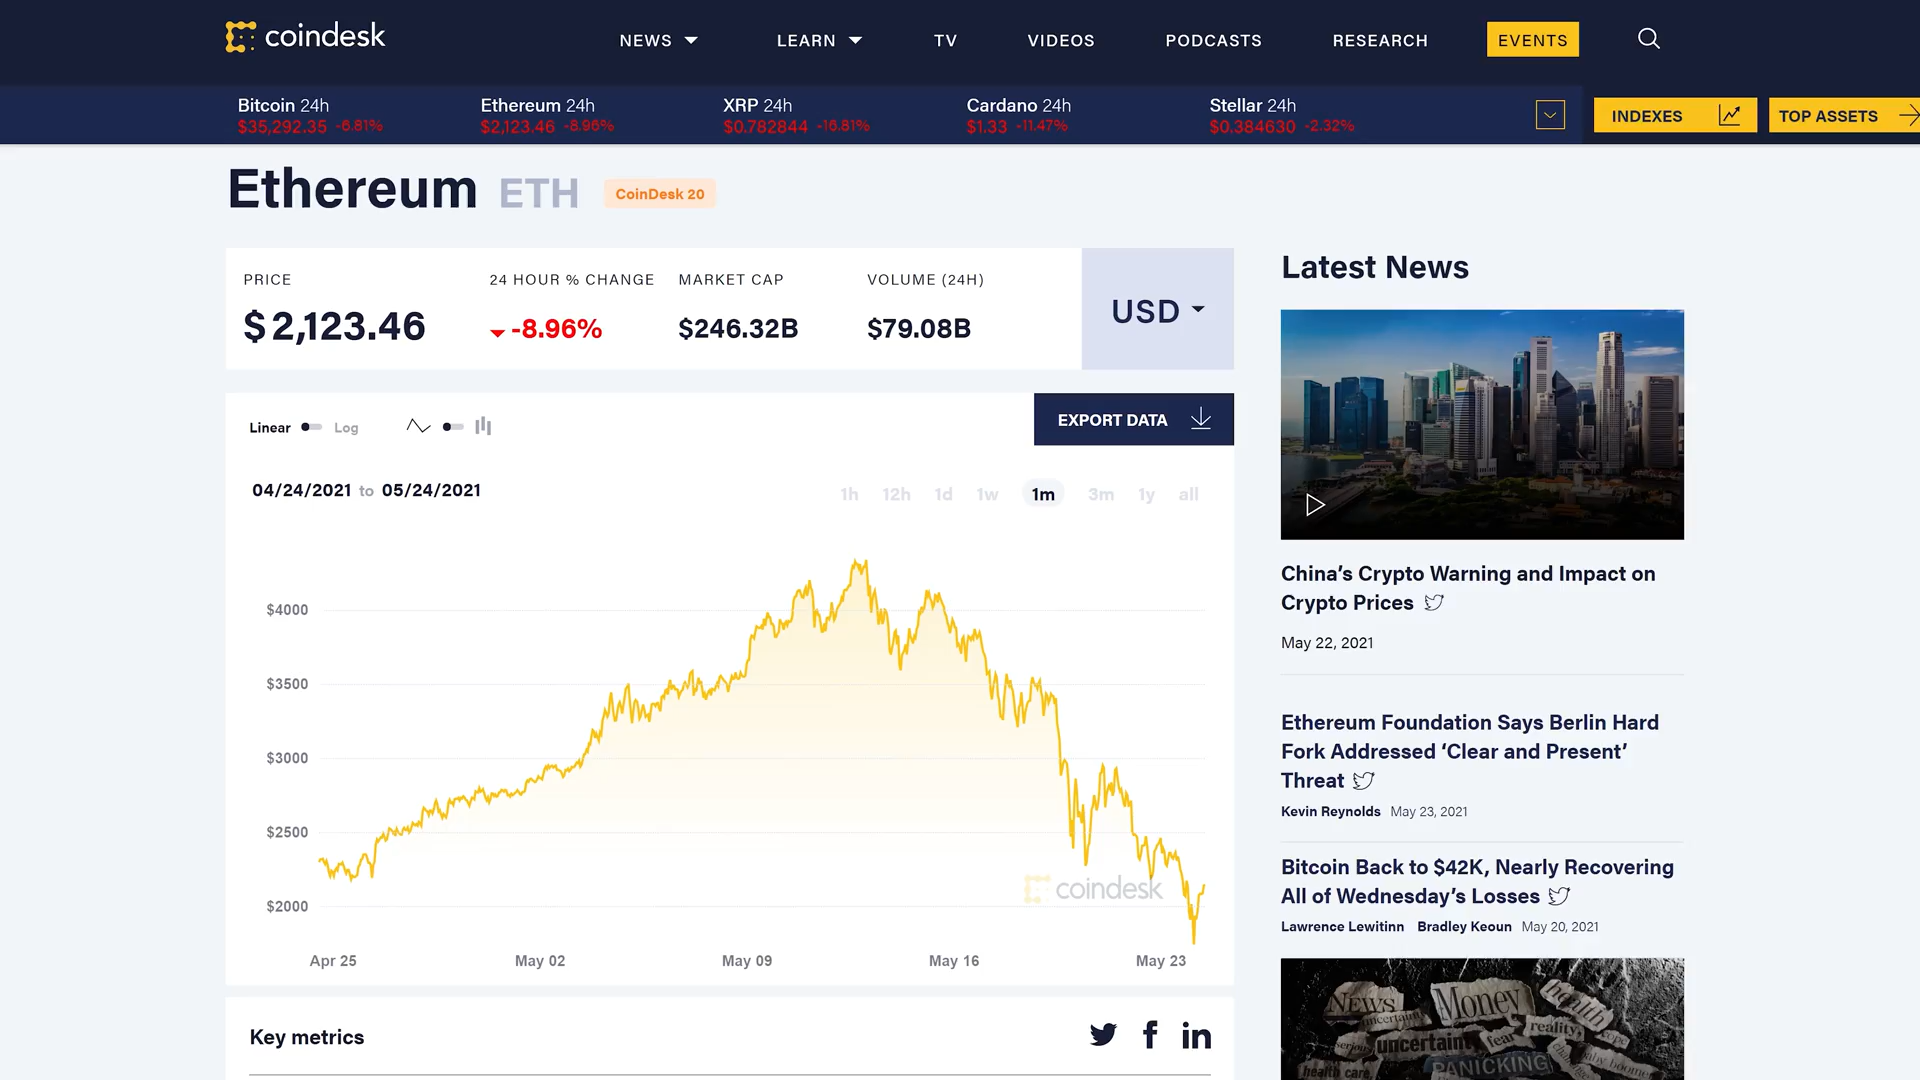 coindesk
NEWS
LEARN
TV
VIDEOS
PODCASTS
RESEARCH
EVENTS
Bitcoin 24h
$35,292.35 -6.81%
Ethereum 24h
$2,123.46 -8.96%
XRP 24h
$0.782844 -16.81%
Cardano 24h
$1.33 -11.47%
Stellar 24h
$0.384630 -2.32%
INDEXES
TOP ASSETS
Ethereum ETH CoinDesk 20
PRICE
$2,123.46
24 HOUR % CHANGE
-8.96%
MARKET CAP
$246.32B
VOLUME (24H)
$79.08B
USD
Linear Log
EXPORT DATA
04/24/2021 to 05/24/2021
1h 12h 1d 1w 1m 3m 1y all
$4000
$3500
$3000
$2500
$2000
coindesk
Apr 25 May 02 May 09 May 16 May 23
Key metrics
Latest News
China’s Crypto Warning and Impact on
Crypto Prices
May 22, 2021
Ethereum Foundation Says Berlin Hard
Fork Addressed ‘Clear and Present’
Threat
Kevin Reynolds May 23, 2021
Bitcoin Back to $42K, Nearly Recovering
All of Wednesday’s Losses
Lawrence Lewitinn Bradley Keoun May 20, 2021
NEWS
Money
health
uncertain
reality,
uncertain
fear
PANICKING
health care,